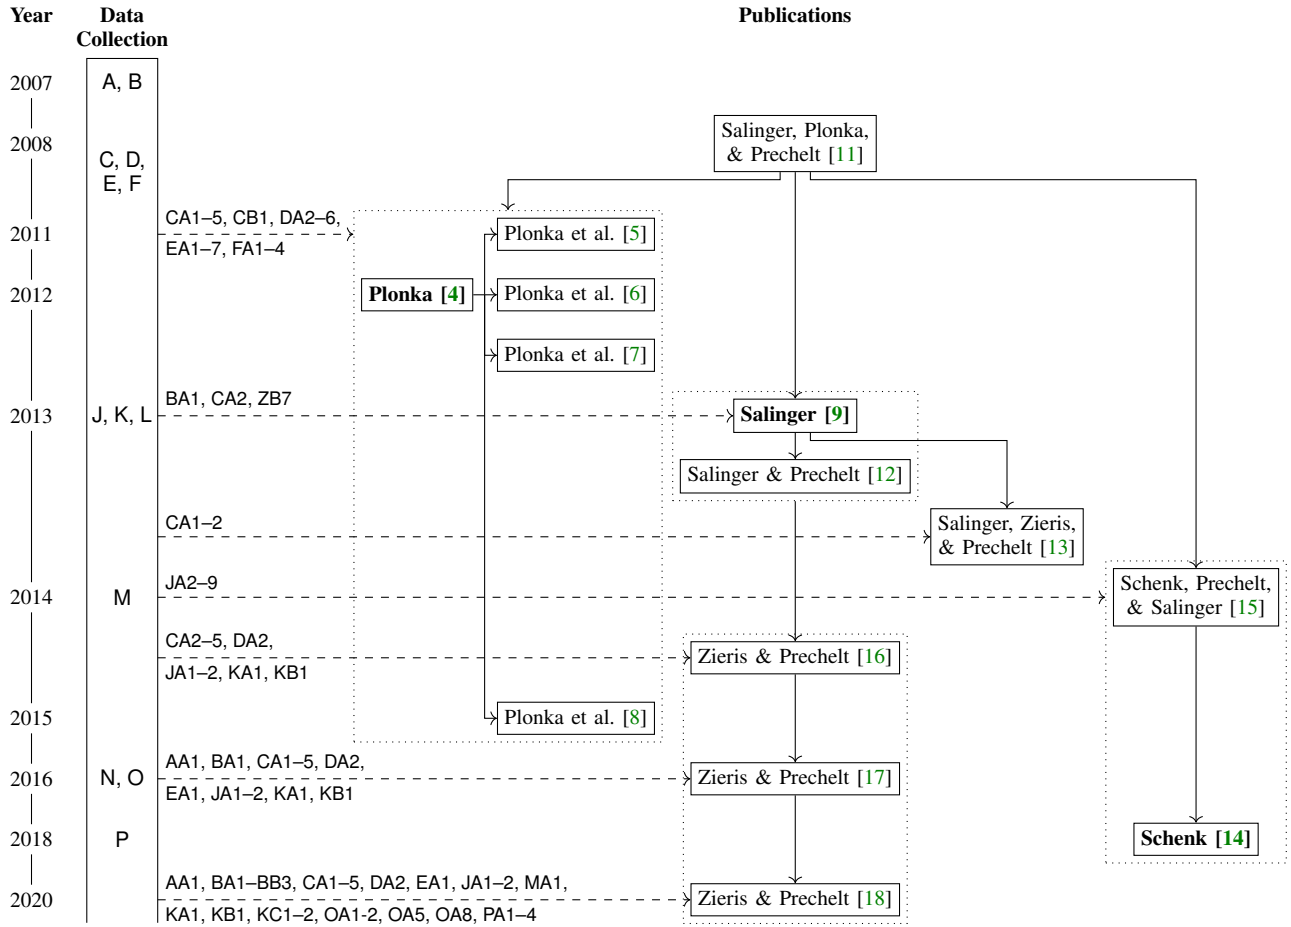 Year Data Collection Publications
2007 A, B
2008 Salinger, Plonka,
& Prechelt [11]
C, D,
E, F
CA1–5, CB1, DA2–6,
2011 Plonka et al. [5]
EA1–7, FA1–4
2012 Plonka [4] Plonka et al. [6]
Plonka et al. [7]
BA1, CA2, ZB7
2013 J, K, L Salinger [9]
Salinger & Prechelt [12]
CA1–2
Salinger, Zieris,
& Prechelt [13]
JA2–9
2014 M Schenk, Prechelt,
& Salinger [15]
CA2–5, DA2,
Zieris & Prechelt [16]
JA1–2, KA1, KB1
2015 Plonka et al. [8]
AA1, BA1, CA1–5, DA2,
2016 N, O Zieris & Prechelt [17]
EA1, JA1–2, KA1, KB1
2018 P Schenk [14]
AA1, BA1–BB3, CA1–5, DA2, EA1, JA1–2, MA1,
2020 Zieris & Prechelt [18]
KA1, KB1, KC1–2, OA1-2, OA5, OA8, PA1–4